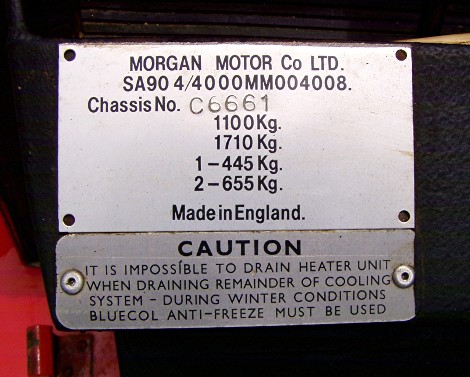 MORGAN MOTOR Co LTD.
SA90 4/4000MM004008.
Chassis No. C6661
1100Kg.
1710Kg.
1-445Kg.
2-655Kg.
Made in England.
CAUTION
IT IS IMPOSSIBLE TO DRAIN HEATER UNIT
WHEN DRAINING REMAINDER OF COOLING
SYSTEM - DURING WINTER CONDITIONS
BLUECOL ANTI-FREEZE MUST BE USED